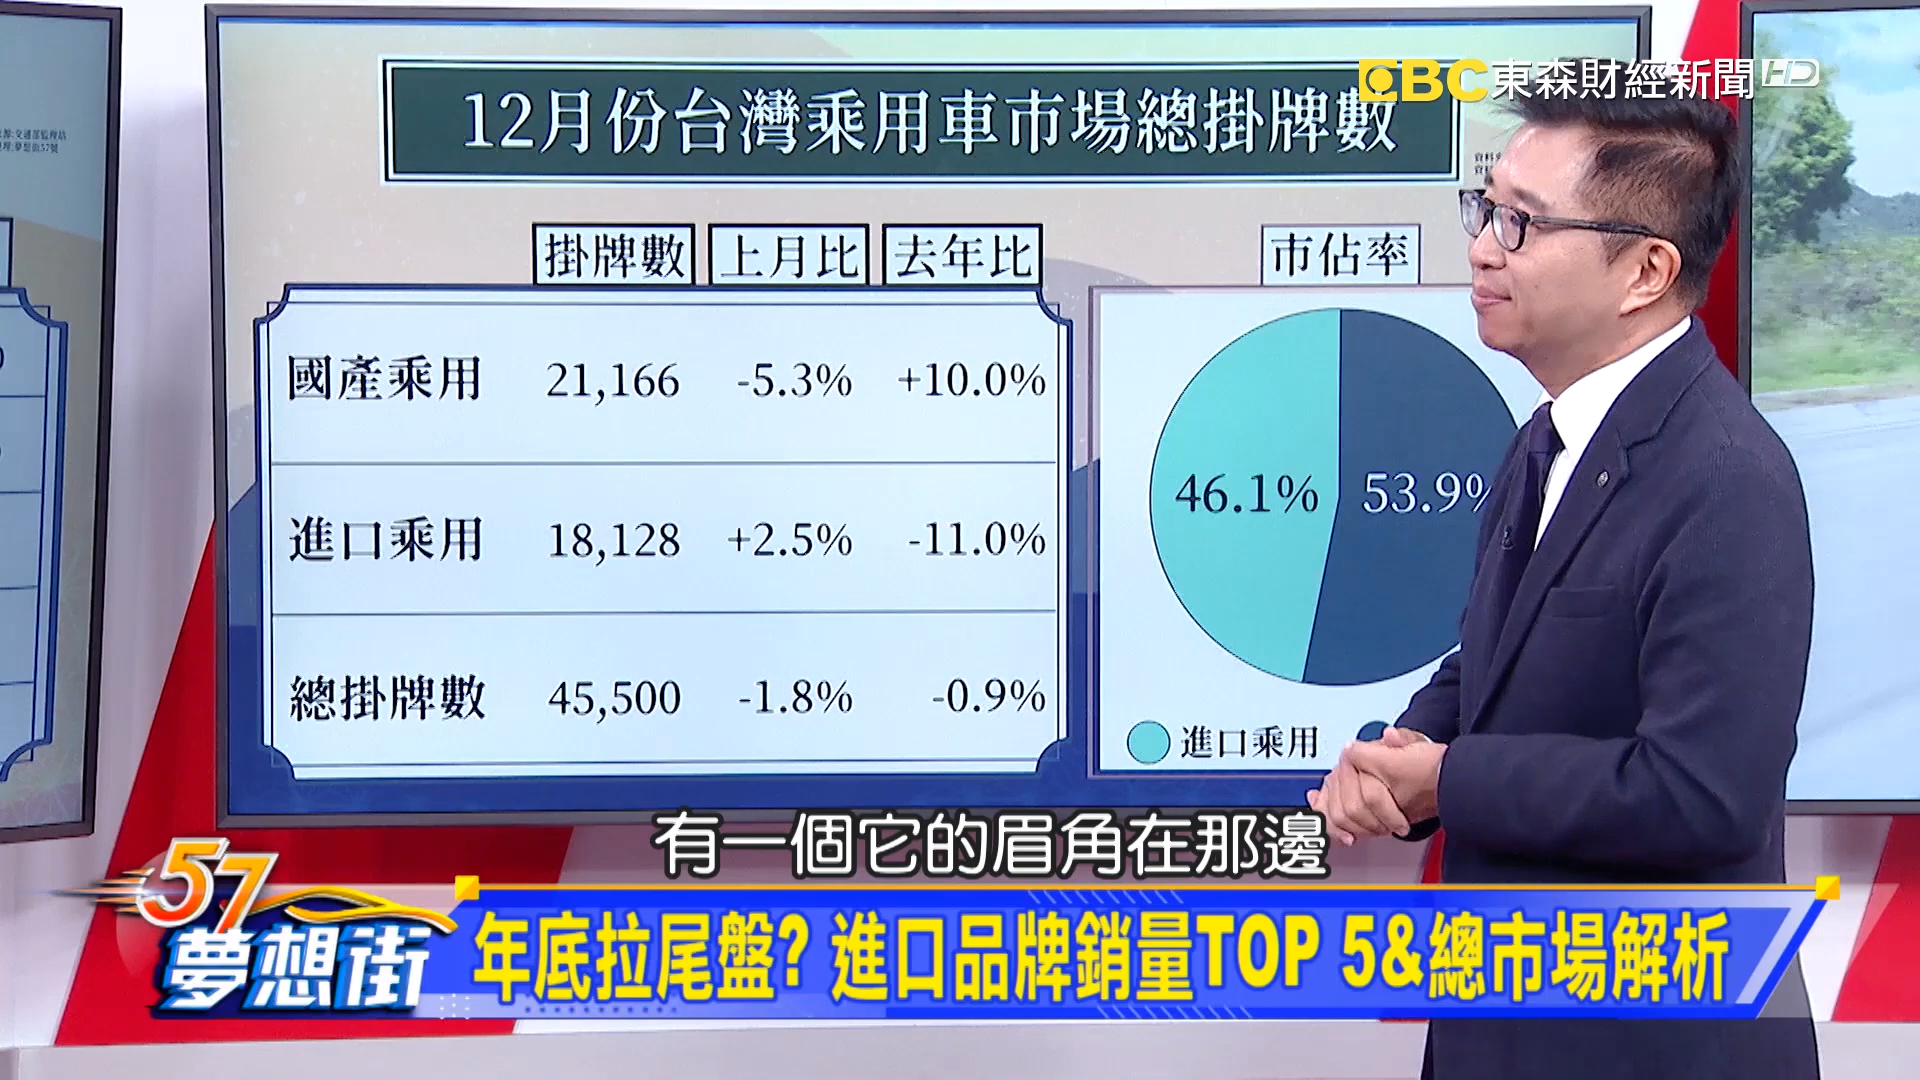 EBC東森財經新聞HD
12月份台灣乘用車市場總掛牌數
掛牌數 上月比 去年比
國產乘用 21,166 -5.3% +10.0%
進口乘用 18,128 +2.5% -11.0%
總掛牌數 45,500 -1.8% -0.9%
市佔率
46.1% 53.9%
進口乘用
有一個它的眉角在那邊
57夢想街
年底拉尾盤? 進口品牌銷量TOP 5&總市場解析